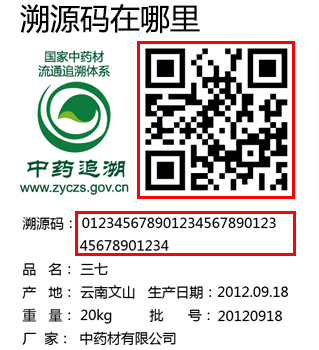 溯源码在哪里
国家中药材
流通追溯体系
中药追溯
www.zyczs.gov.cn
溯源码： 012345678901234567890123
45678901234
品 名： 三七
产 地： 云南文山 生产日期：2012.09.18
重 量： 20kg 批 号： 20120918
厂 家： 中药材有限公司